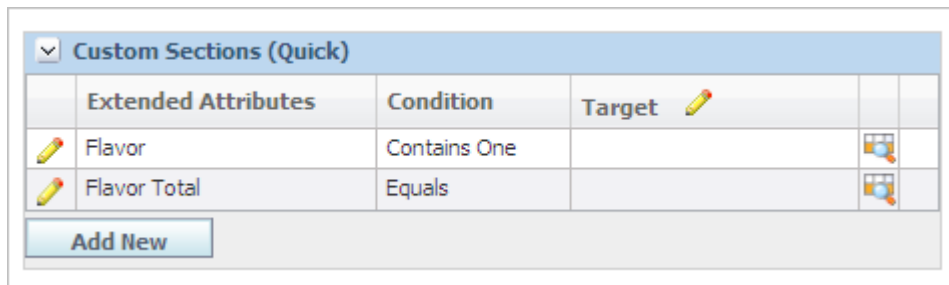 Custom Sections (Quick)
Extended Attributes Condition Target
Flavor Contains One
Flavor Total Equals
Add New